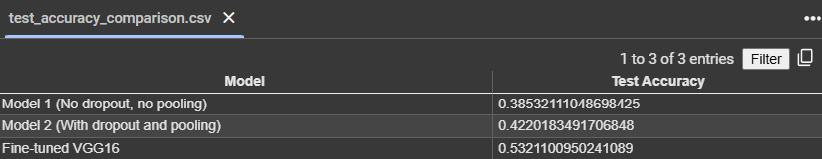 test_accuracy_comparison.csv
1 to 3 of 3 entries Filter
Model Test Accuracy
Model 1 (No dropout, no pooling) 0.38532111048698425
Model 2 (With dropout and pooling) 0.4220183491706848
Fine-tuned VGG16 0.5321100950241089